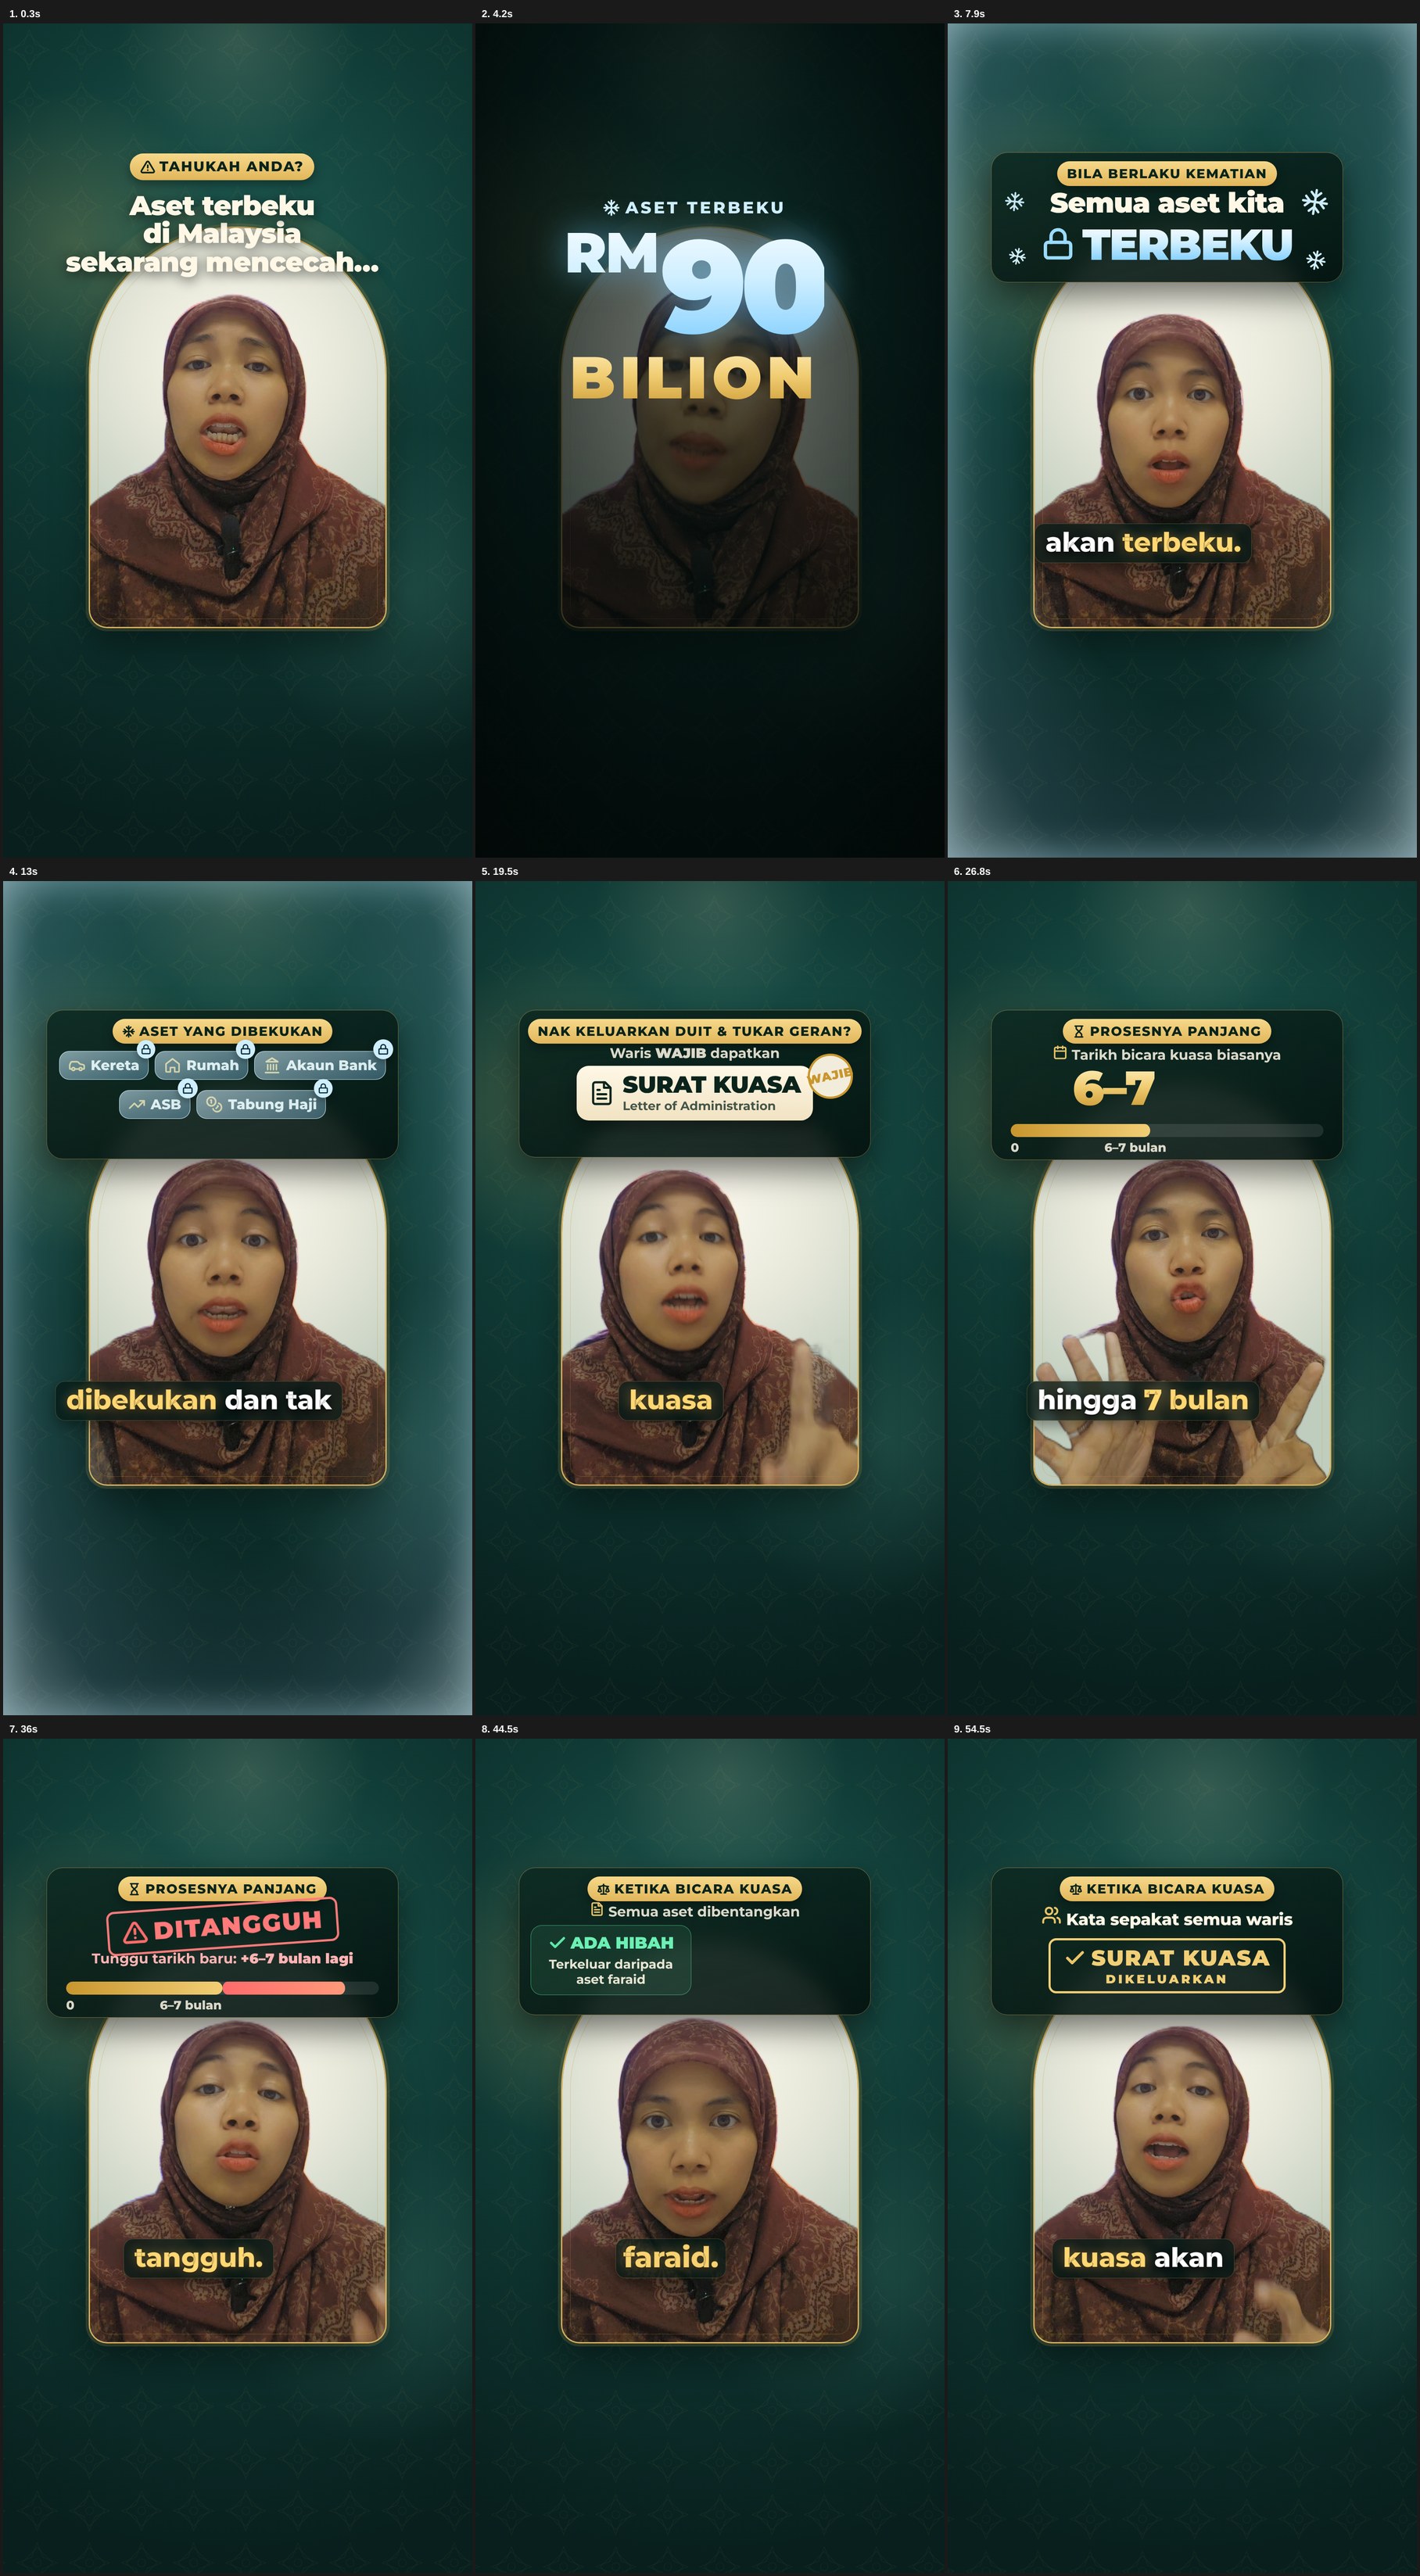 1. 0.3s
TAHUKAH ANDA?
Aset terbeku
di Malaysia
sekarang mencecah...
2. 4.2s
ASET TERBEKU
RM90
BILION
3. 7.9s
BILA BERLAKU KEMATIAN
Semua aset kita
TERBEKU
akan terbeku.
4. 13s
ASET YANG DIBEKUKAN
Kereta Rumah Akaun Bank
ASB Tabung Haji
dibekukan dan tak
5. 19.5s
NAK KELUARKAN DUIT & TUKAR GERAN?
Waris WAJIB dapatkan
SURAT KUASA
Letter of Administration
WAJIB
kuasa
6. 26.8s
PROSESNYA PANJANG
Tarikh bicara kuasa biasanya
6–7
0 6–7 bulan
hingga 7 bulan
7. 36s
PROSESNYA PANJANG
DITANGGUH
Tunggu tarikh baru: +6–7 bulan lagi
0 6–7 bulan
tangguh.
8. 44.5s
KETIKA BICARA KUASA
Semua aset dibentangkan
ADA HIBAH
Terkeluar daripada
aset faraid
faraid.
9. 54.5s
KETIKA BICARA KUASA
Kata sepakat semua waris
SURAT KUASA
DIKELUARKAN
kuasa akan